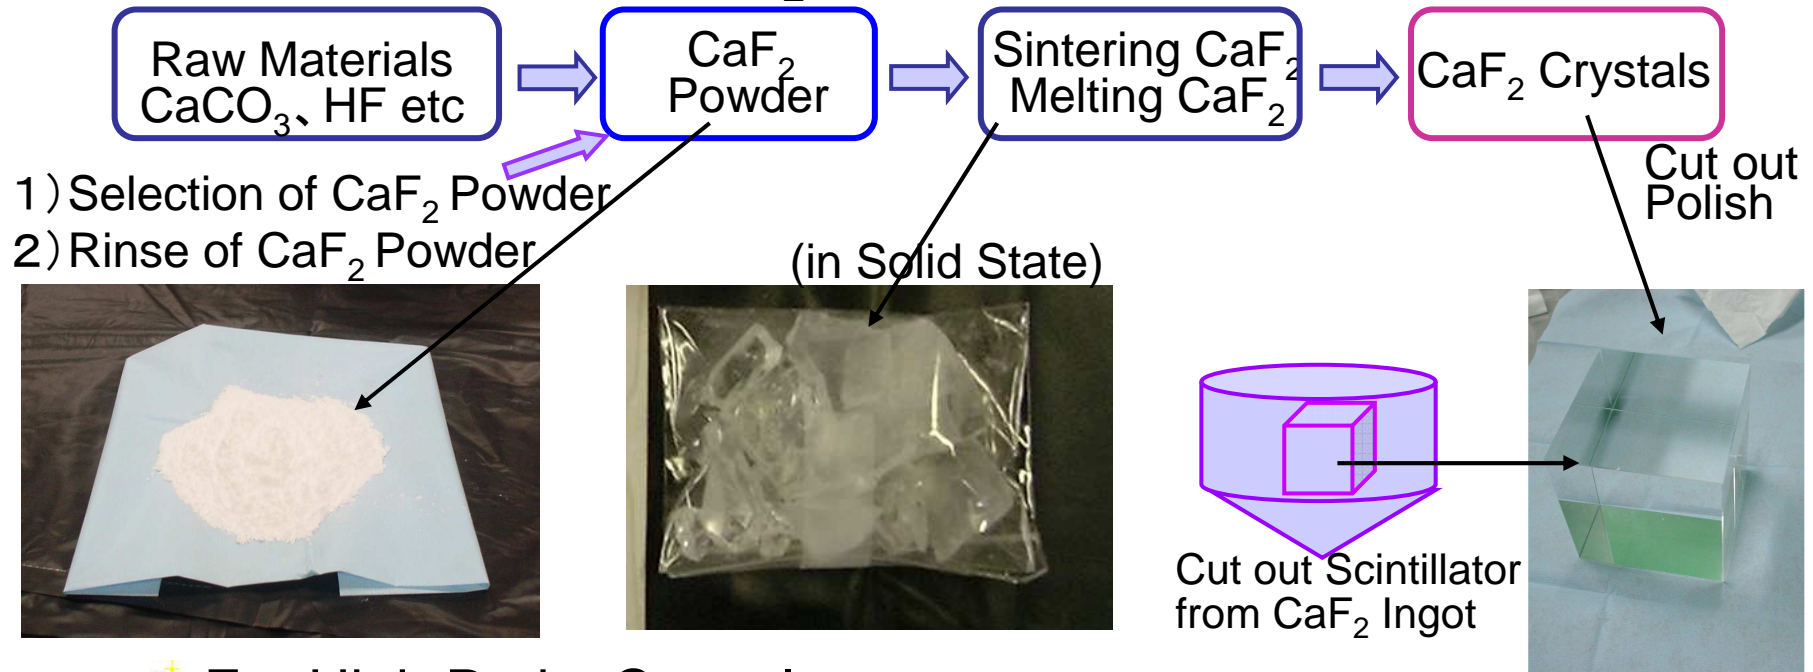 Raw Materials
CaCO₃、HF etc
CaF₂
Powder
Sintering CaF₂
Melting CaF₂
CaF₂ Crystals
Cut out
Polish
1)Selection of CaF₂ Powder
2)Rinse of CaF₂ Powder
(in Solid State)
Cut out Scintillator
from CaF₂ Ingot